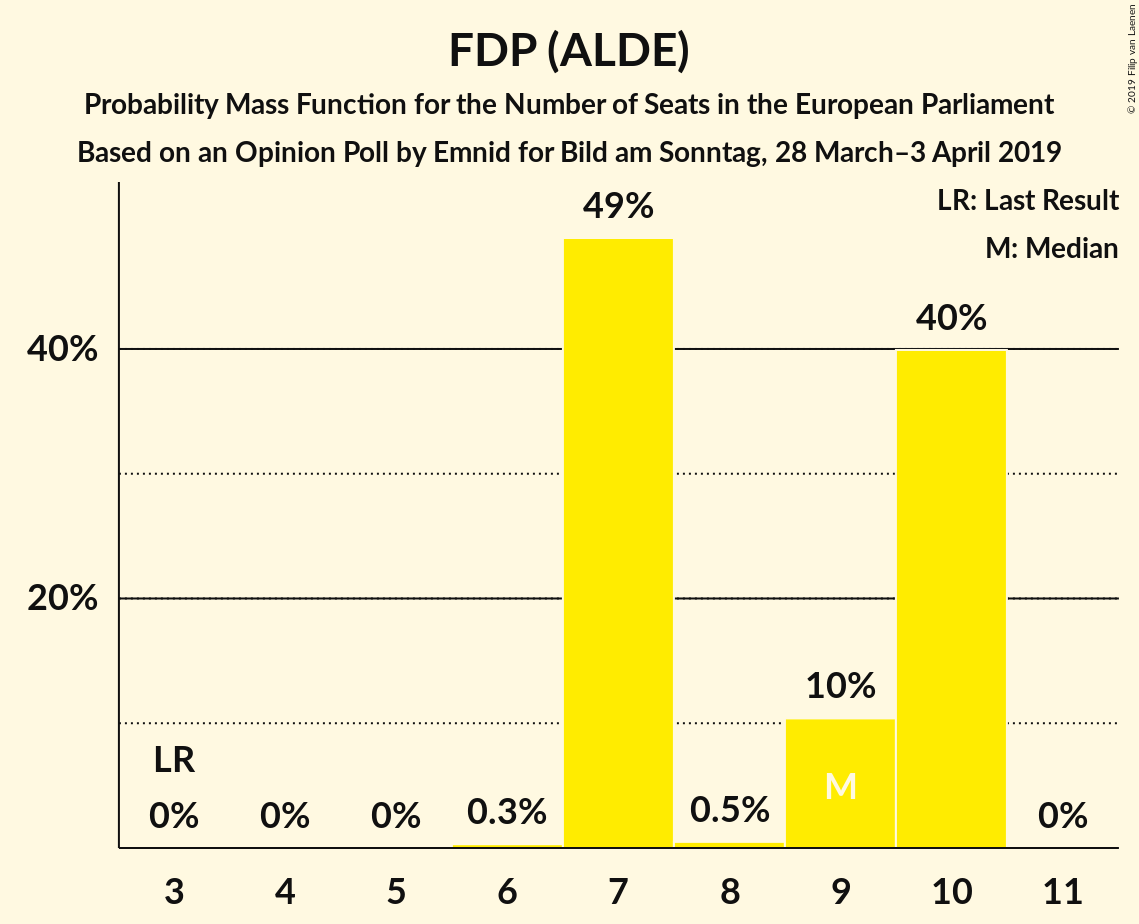 FDP (ALDE)
Probability Mass Function for the Number of Seats in the European Parliament
Based on an Opinion Poll by Emnid for Bild am Sonntag, 28 March–3 April 2019
© 2019 Filip van Laenen
LR: Last Result
M: Median
49%
40%
40%
20%
10%
M
LR
0%
0%
0%
0.3%
0.5%
0%
3
4
5
6
7
8
9
10
11